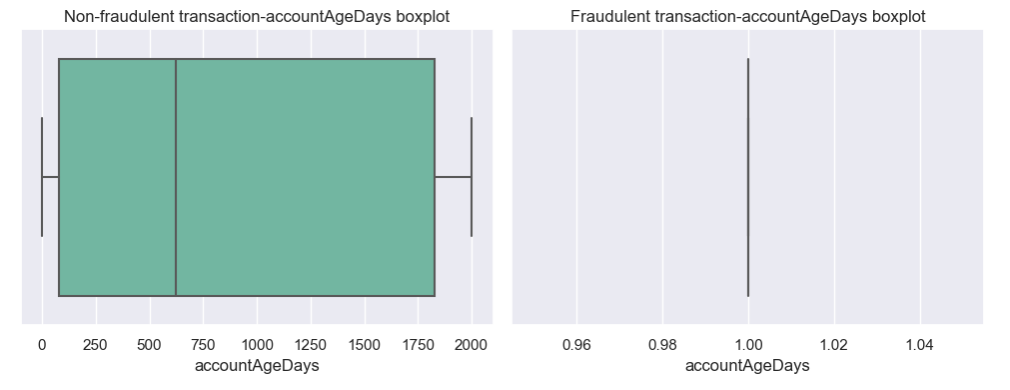 Non-fraudulent transaction-accountAgeDays boxplot
0 250 500 750 1000 1250 1500 1750 2000
accountAgeDays
Fraudulent transaction-accountAgeDays boxplot
0.96 0.98 1.00 1.02 1.04
accountAgeDays